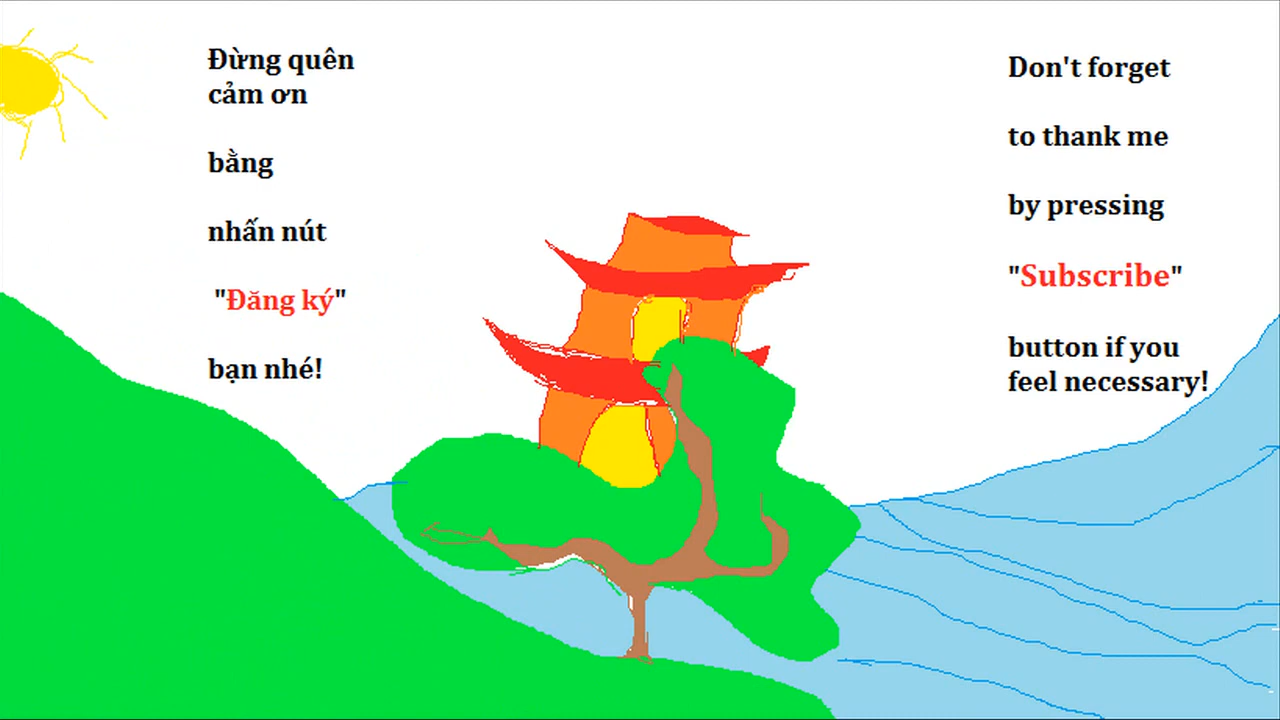 Đừng quên
cảm ơn
bằng
nhấn nút
"Đăng ký"
bạn nhé!
Don't forget
to thank me
by pressing
"Subscribe"
button if you
feel necessary!